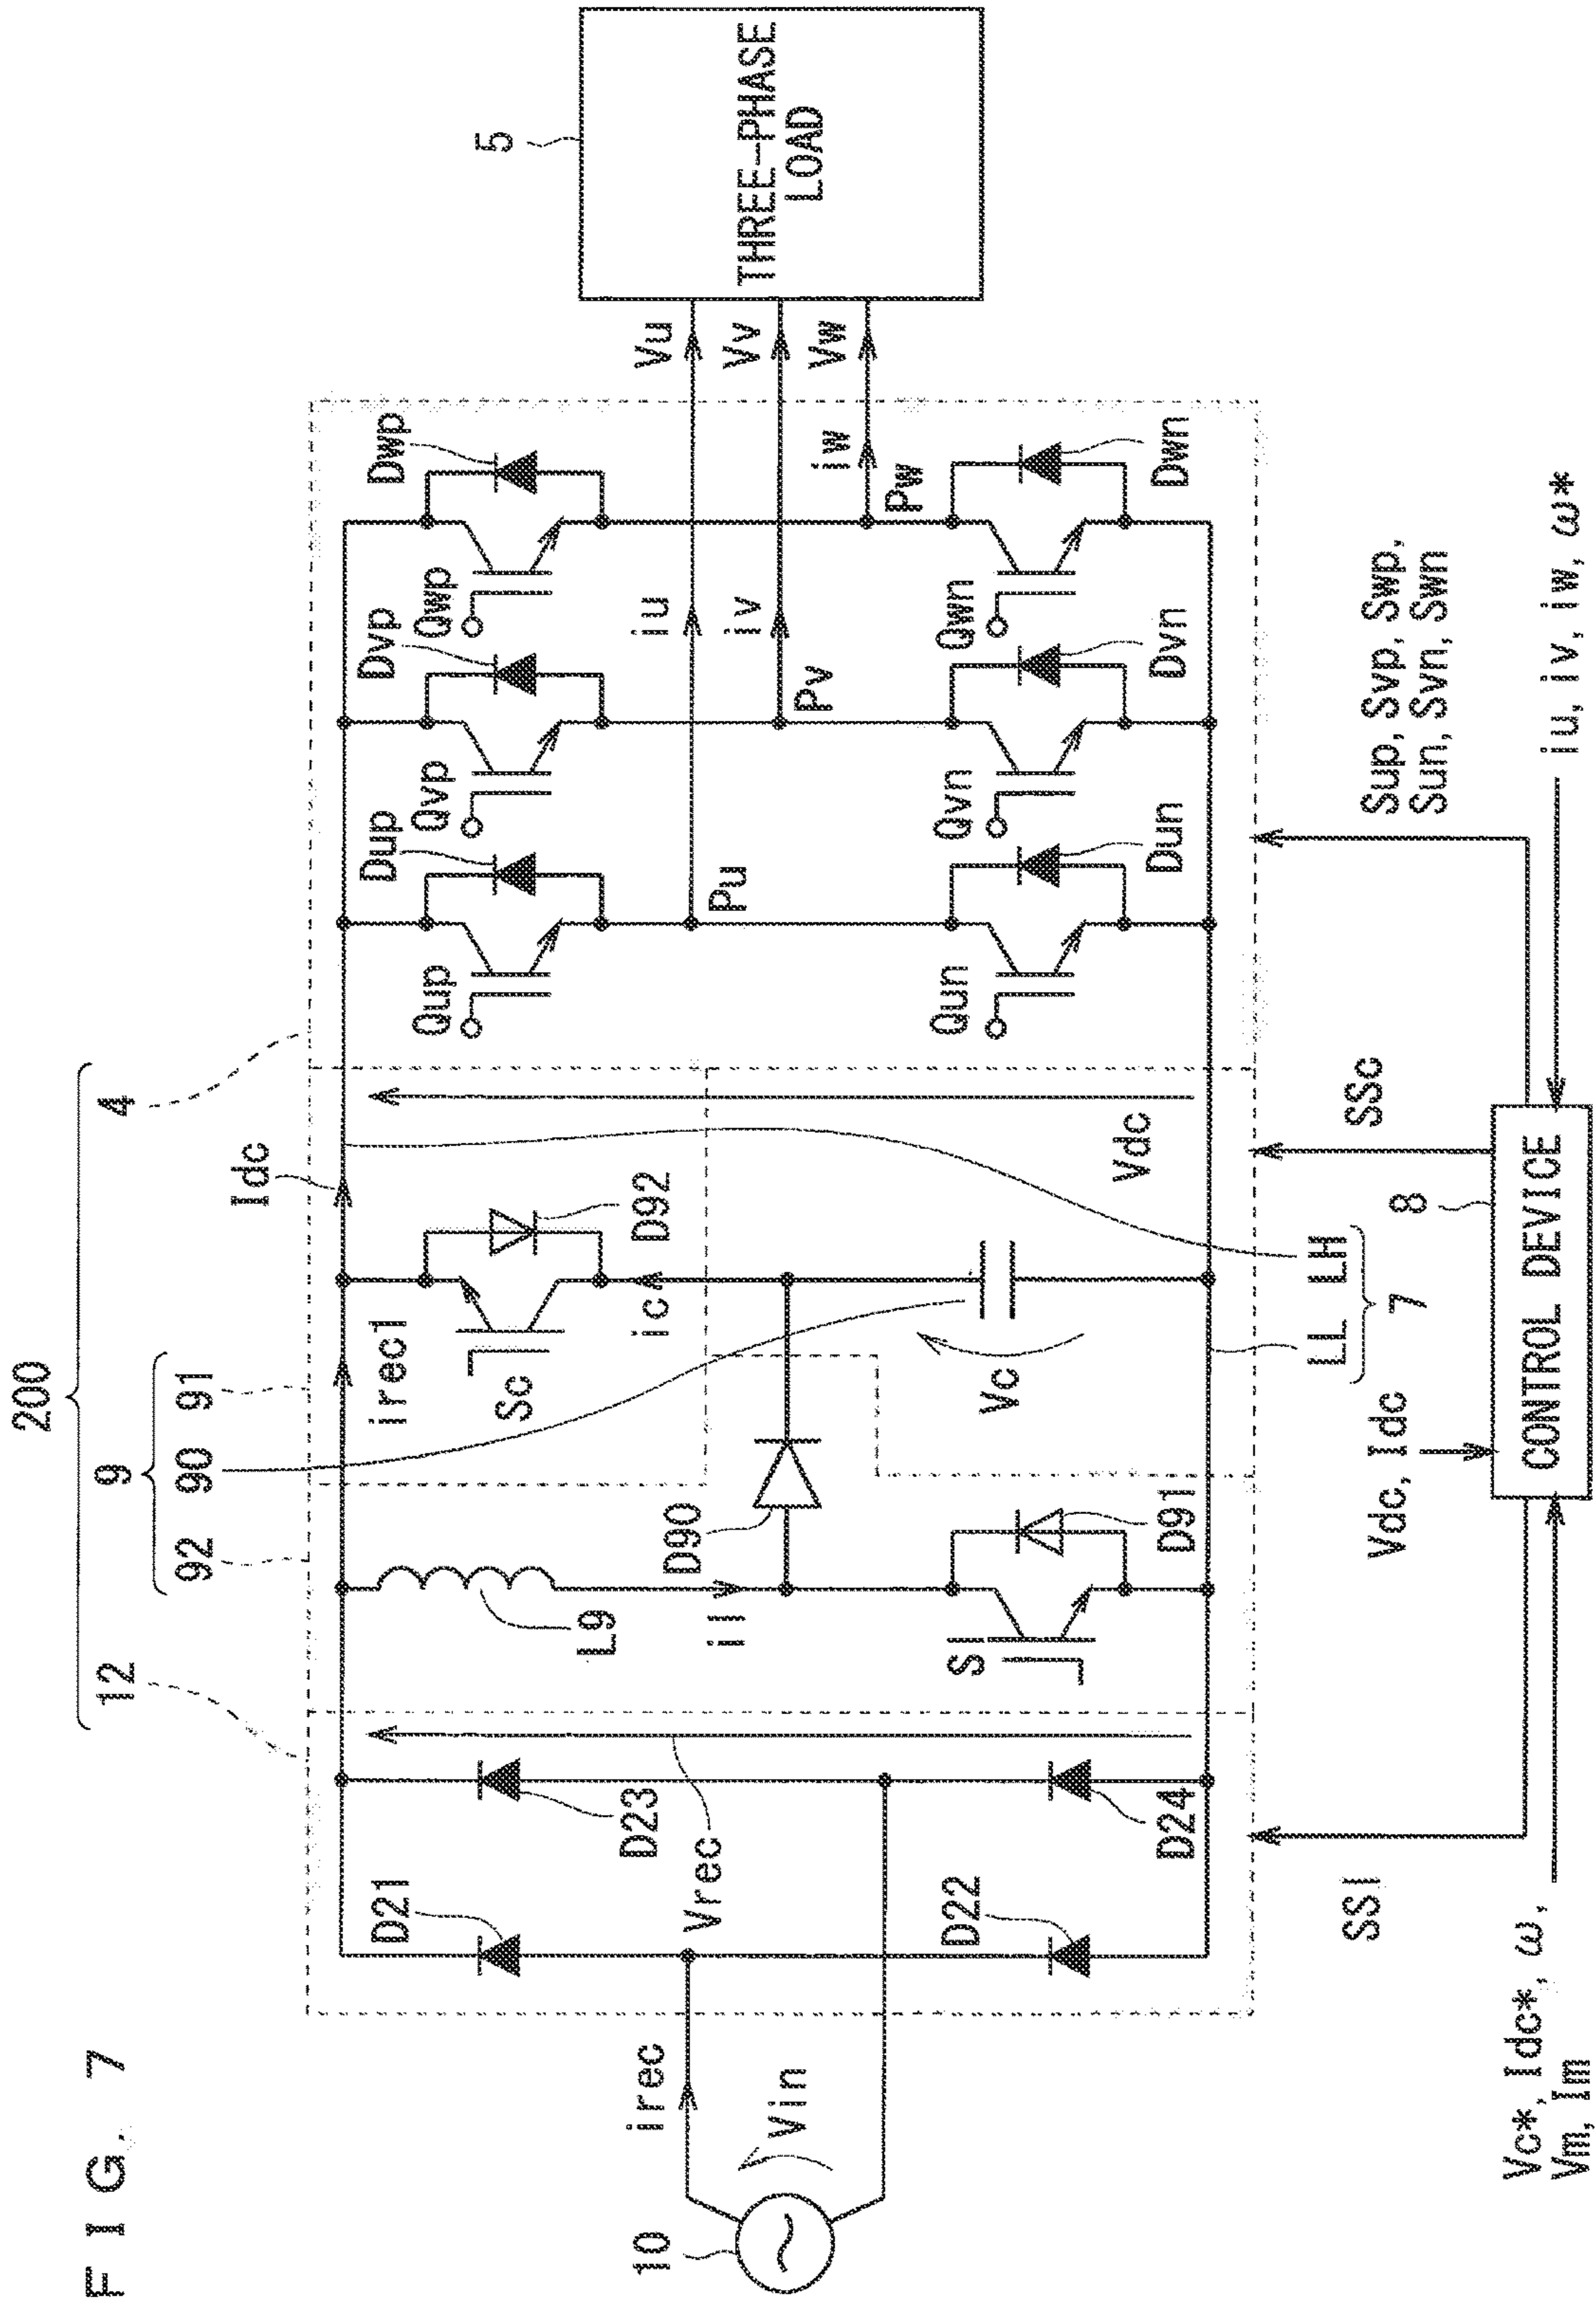 FIG. 7
200
12
9
92 90 91
4
Idc
irec1
5
THREE-PHASE
LOAD
10
irec
Vin
D21
D22
D23
D24
Vrec
L9
il
D90
Sl
D91
Sc
D92
ic
Vc
Vdc
Qup
Dup
Qvp
Dvp
Qwp
Dwp
iu
iv
iw
Vu
Vv
Vw
Pu
Pv
Pw
Qun
Dun
Qvn
Dvn
Qwn
Dwn
LL LH
7
SSl
Vdc, Idc
8
SSc
Sup, Svp, Swp,
Sun, Svn, Swn
CONTROL DEVICE
Vc*, Idc*, ω,
Vm, Im
iu, iv, iw, ω*